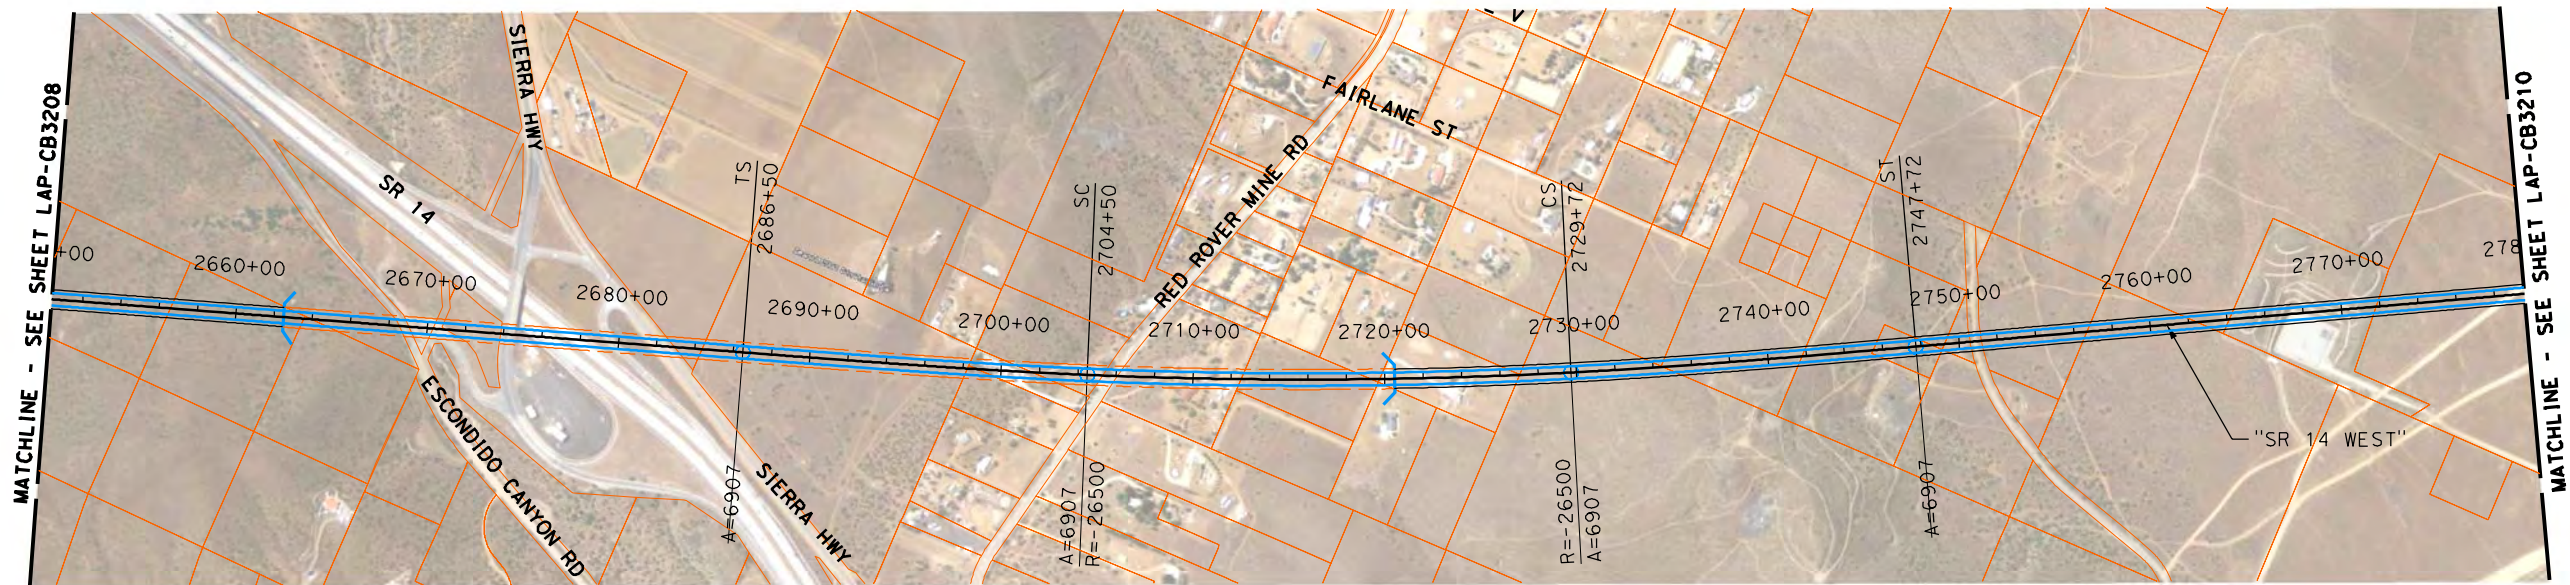 MATCHLINE - SEE SHEET LAP-CB3208
SIERRA HWY
SR 14
FAIRLANE ST
RED ROVER MINE RD
TS
2686+50
SC
2704+50
CS
2729+72
ST
2747+72
+00
2660+00
2670+00
2680+00
2690+00
2700+00
2710+00
2720+00
2730+00
2740+00
2750+00
2760+00
2770+00
278
ESCONDIDO CANYON RD
SIERRA HWY
A=6907
A=6907
R=-26500
R=-26500
A=6907
A=6907
"SR 14 WEST"
MATCHLINE - SEE SHEET LAP-CB3210